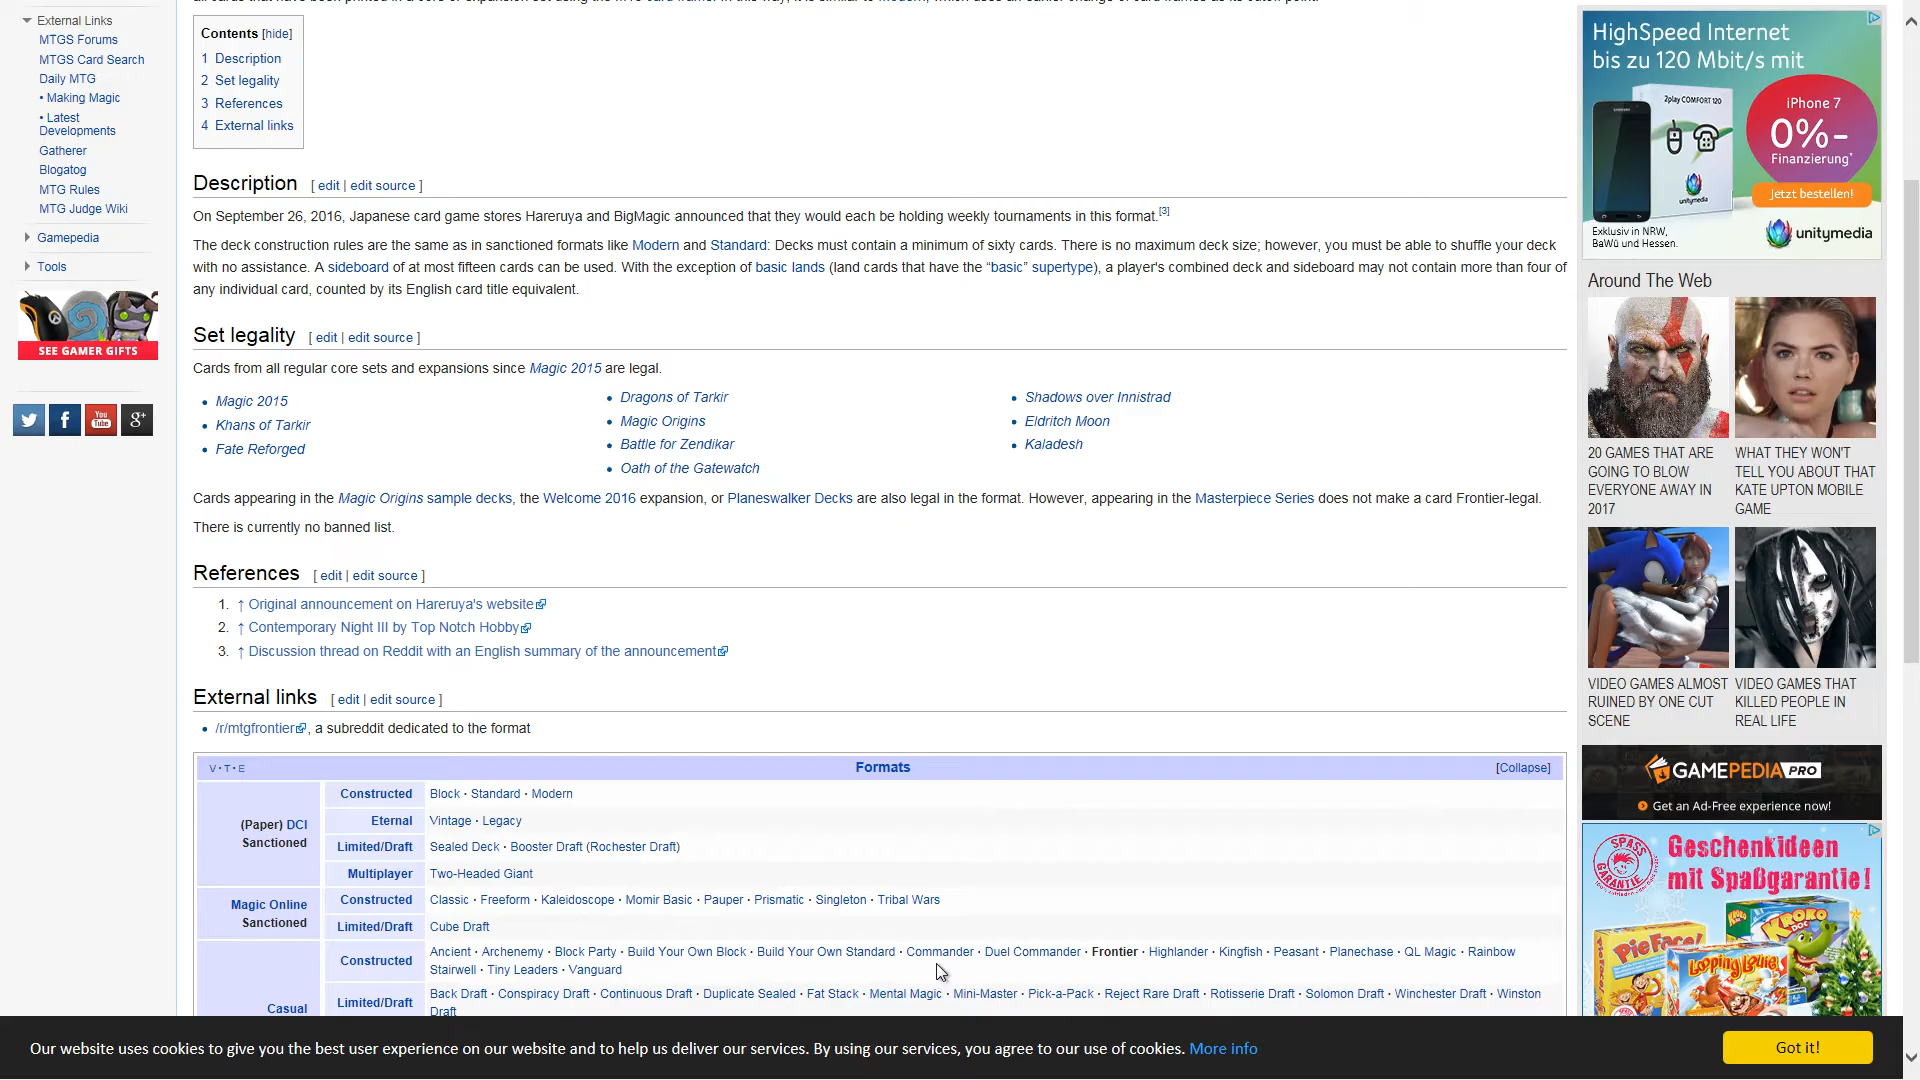 External Links
MTGS Forums
MTGS Card Search
Daily MTG
• Making Magic
• Latest
Developments
Gatherer
Blogatog
MTG Rules
MTG Judge Wiki
Gamepedia
Tools
SEE GAMER GIFTS
You
Tube
g+
Contents [hide]
1 Description
2 Set legality
3 References
4 External links
Description [ edit | edit source ]
On September 26, 2016, Japanese card game stores Hareruya and BigMagic announced that they would each be holding weekly tournaments in this format.[3]
The deck construction rules are the same as in sanctioned formats like Modern and Standard: Decks must contain a minimum of sixty cards. There is no maximum deck size; however, you must be able to shuffle your deck
with no assistance. A sideboard of at most fifteen cards can be used. With the exception of basic lands (land cards that have the “basic” supertype), a player's combined deck and sideboard may not contain more than four of
any individual card, counted by its English card title equivalent.
Set legality [ edit | edit source ]
Cards from all regular core sets and expansions since Magic 2015 are legal.
• Magic 2015
• Khans of Tarkir
• Fate Reforged
• Dragons of Tarkir
• Magic Origins
• Battle for Zendikar
• Oath of the Gatewatch
• Shadows over Innistrad
• Eldritch Moon
• Kaladesh
Cards appearing in the Magic Origins sample decks, the Welcome 2016 expansion, or Planeswalker Decks are also legal in the format. However, appearing in the Masterpiece Series does not make a card Frontier-legal.
There is currently no banned list.
References [ edit | edit source ]
1. ↑ Original announcement on Hareruya's website
2. ↑ Contemporary Night III by Top Notch Hobby
3. ↑ Discussion thread on Reddit with an English summary of the announcement
External links [ edit | edit source ]
• /r/mtgfrontier, a subreddit dedicated to the format
V · T · E Formats [Collapse]
(Paper) DCI
Sanctioned
Constructed Block · Standard · Modern
Eternal Vintage · Legacy
Limited/Draft Sealed Deck · Booster Draft (Rochester Draft)
Multiplayer Two-Headed Giant
Magic Online
Sanctioned
Constructed Classic · Freeform · Kaleidoscope · Momir Basic · Pauper · Prismatic · Singleton · Tribal Wars
Limited/Draft Cube Draft
Casual
Constructed Ancient · Archenemy · Block Party · Build Your Own Block · Build Your Own Standard · Commander · Duel Commander · Frontier · Highlander · Kingfish · Peasant · Planechase · QL Magic · Rainbow
Stairwell · Tiny Leaders · Vanguard
Limited/Draft Back Draft · Conspiracy Draft · Continuous Draft · Duplicate Sealed · Fat Stack · Mental Magic · Mini-Master · Pick-a-Pack · Reject Rare Draft · Rotisserie Draft · Solomon Draft · Winchester Draft · Winston
Draft
HighSpeed Internet
bis zu 120 Mbit/s mit
2play COMFORT 120
iPhone 7
0%-
Finanzierung*
Jetzt bestellen!
unitymedia
Exklusiv in NRW,
BaWü und Hessen.
unitymedia
Around The Web
20 GAMES THAT ARE
GOING TO BLOW
EVERYONE AWAY IN
2017
WHAT THEY WON'T
TELL YOU ABOUT THAT
KATE UPTON MOBILE
GAME
VIDEO GAMES ALMOST
RUINED BY ONE CUT
SCENE
VIDEO GAMES THAT
KILLED PEOPLE IN
REAL LIFE
GAMEPEDIA PRO
Get an Ad-Free experience now!
SPASS
GARANTIE
Geschenkideen
mit Spaßgarantie!
Pie Face!
Looping Louie
KROKO
DOC
Our website uses cookies to give you the best user experience on our website and to help us deliver our services. By using our services, you agree to our use of cookies. More info
Got it!